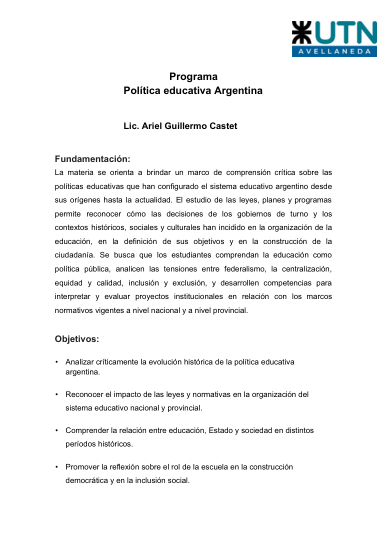 UTN
AVELLANEDA
Programa
Política educativa Argentina
Lic. Ariel Guillermo Castet
Fundamentación:
La materia se orienta a brindar un marco de comprensión crítica sobre las
políticas educativas que han configurado el sistema educativo argentino desde
sus orígenes hasta la actualidad. El estudio de las leyes, planes y programas
permite reconocer cómo las decisiones de los gobiernos de turno y los
contextos históricos, sociales y culturales han incidido en la organización de la
educación, en la definición de sus objetivos y en la construcción de la
ciudadanía. Se busca que los estudiantes comprendan la educación como
política pública, analicen las tensiones entre federalismo, la centralización,
equidad y calidad, inclusión y exclusión, y desarrollen competencias para
interpretar y evaluar proyectos institucionales en relación con los marcos
normativos vigentes a nivel nacional y a nivel provincial.
Objetivos:
• Analizar críticamente la evolución histórica de la política educativa
argentina.
• Reconocer el impacto de las leyes y normativas en la organización del
sistema educativo nacional y provincial.
• Comprender la relación entre educación, Estado y sociedad en distintos
períodos históricos.
• Promover la reflexión sobre el rol de la escuela en la construcción
democrática y en la inclusión social.